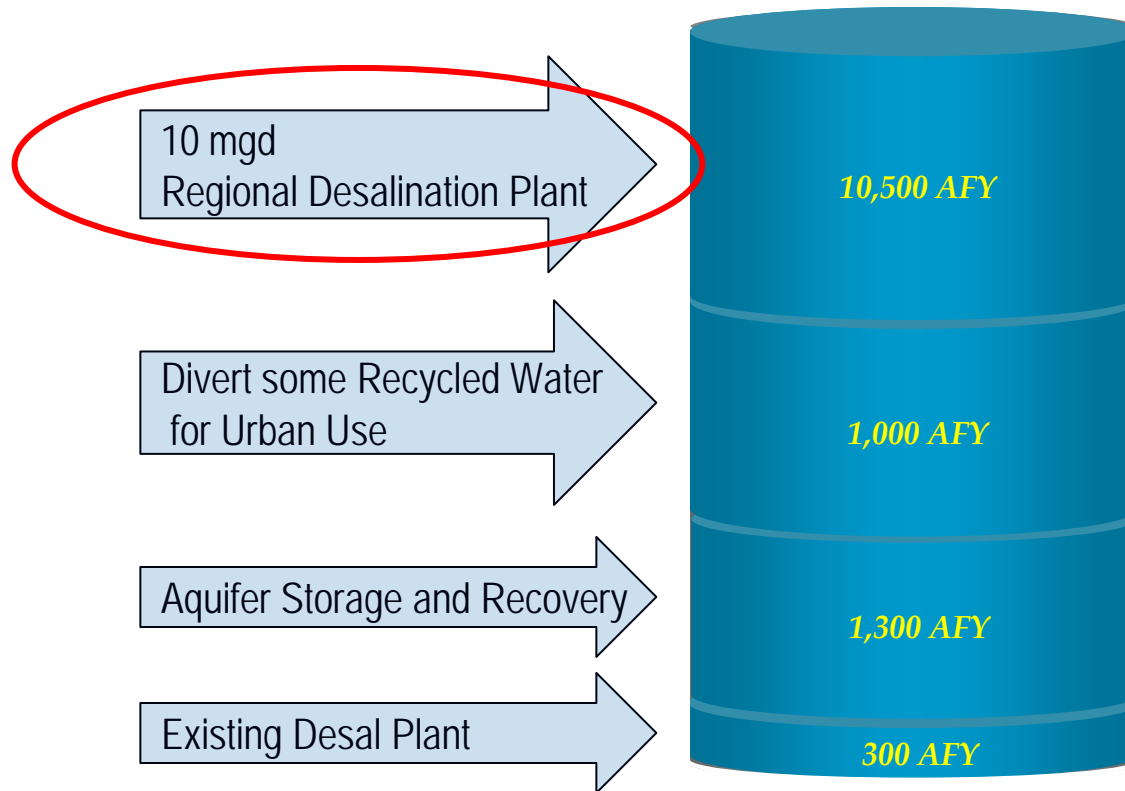 10 mgd
Regional Desalination Plant
10,500 AFY
Divert some Recycled Water
for Urban Use
1,000 AFY
Aquifer Storage and Recovery
1,300 AFY
Existing Desal Plant
300 AFY